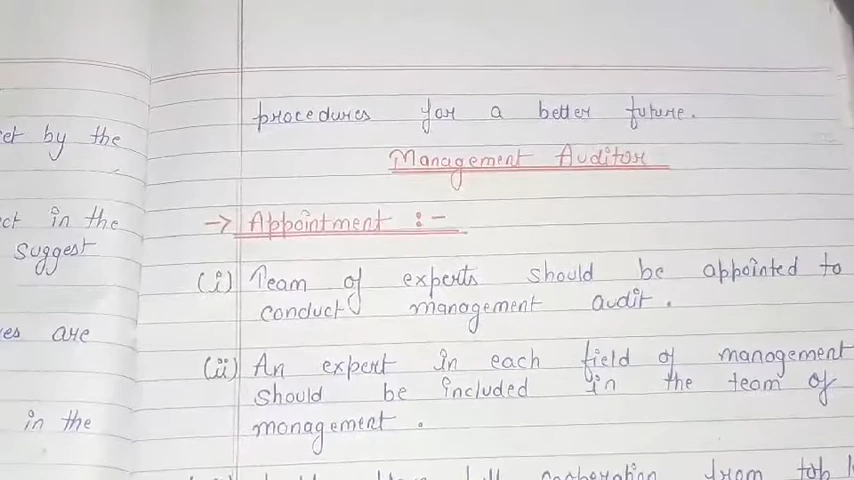 et by the
ct in the
suggest
es are
in the
procedures for a better future.
Management Auditor
→ Appointment :-
(i) Team of experts should be appointed to
conduct management audit.
(ii) An expert in each field of management
should be included in the team of
management.
from top